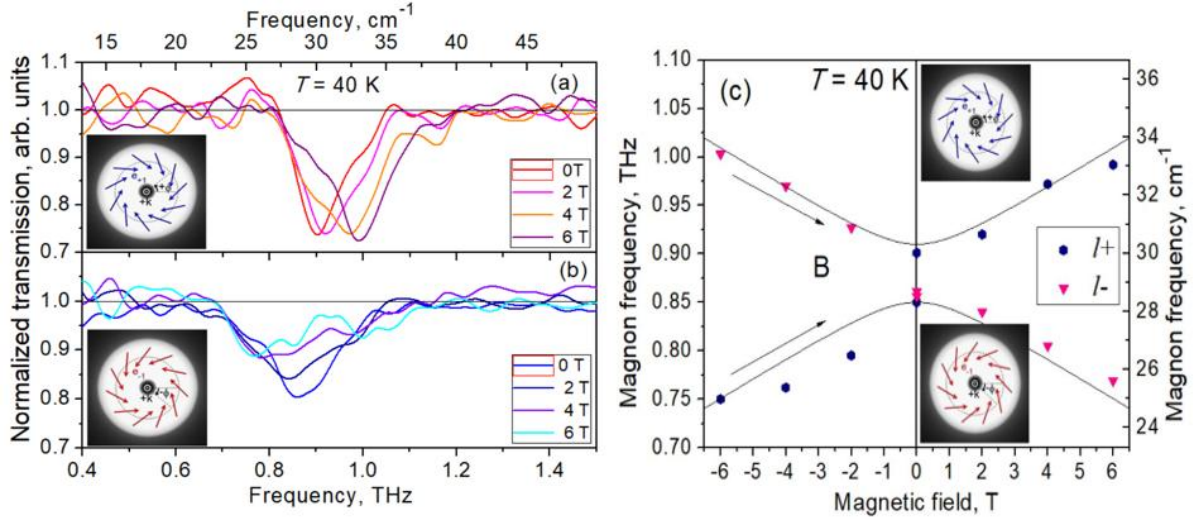 Frequency, cm⁻¹
15 20 25 30 35 40 45
(a)
T = 40 K
1.1
1.0
0.9
0.8
0.7
Normalized transmission, arb. units
0T
2 T
4 T
6 T
(b)
1.0
0.9
0.8
0.7
0 T
2 T
4 T
6 T
0.4 0.6 0.8 1.0 1.2 1.4
Frequency, THz
(c)
T = 40 K
1.10
1.05
1.00
0.95
0.90
0.85
0.80
0.75
0.70
Magnon frequency, THz
B
l+
l-
36
34
32
30
28
26
24
Magnon frequency, cm⁻¹
-6 -5 -4 -3 -2 -1 0 1 2 3 4 5 6
Magnetic field, T